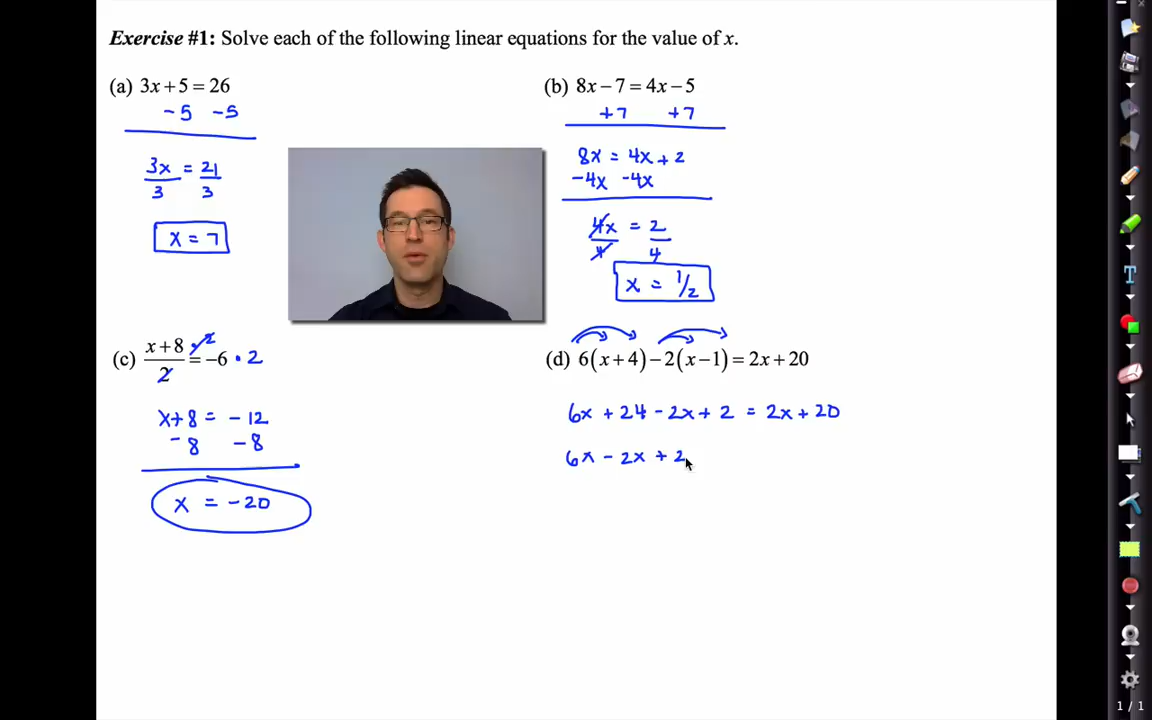 Exercise #1: Solve each of the following linear equations for the value of x.
(a) 3x + 5 = 26
- 5 - 5
3x/3 = 21/3
x = 7
(b) 8x − 7 = 4x − 5
+7 +7
8x = 4x + 2
-4x -4x
4x/4 = 2/4
x = 1/2
(c) (x + 8)/2 · 2 = −6 · 2
x + 8 = - 12
- 8 - 8
x = - 20
(d) 6(x + 4) − 2(x − 1) = 2x + 20
6x + 24 - 2x + 2 = 2x + 20
6x - 2x + 2
T
1 / 1